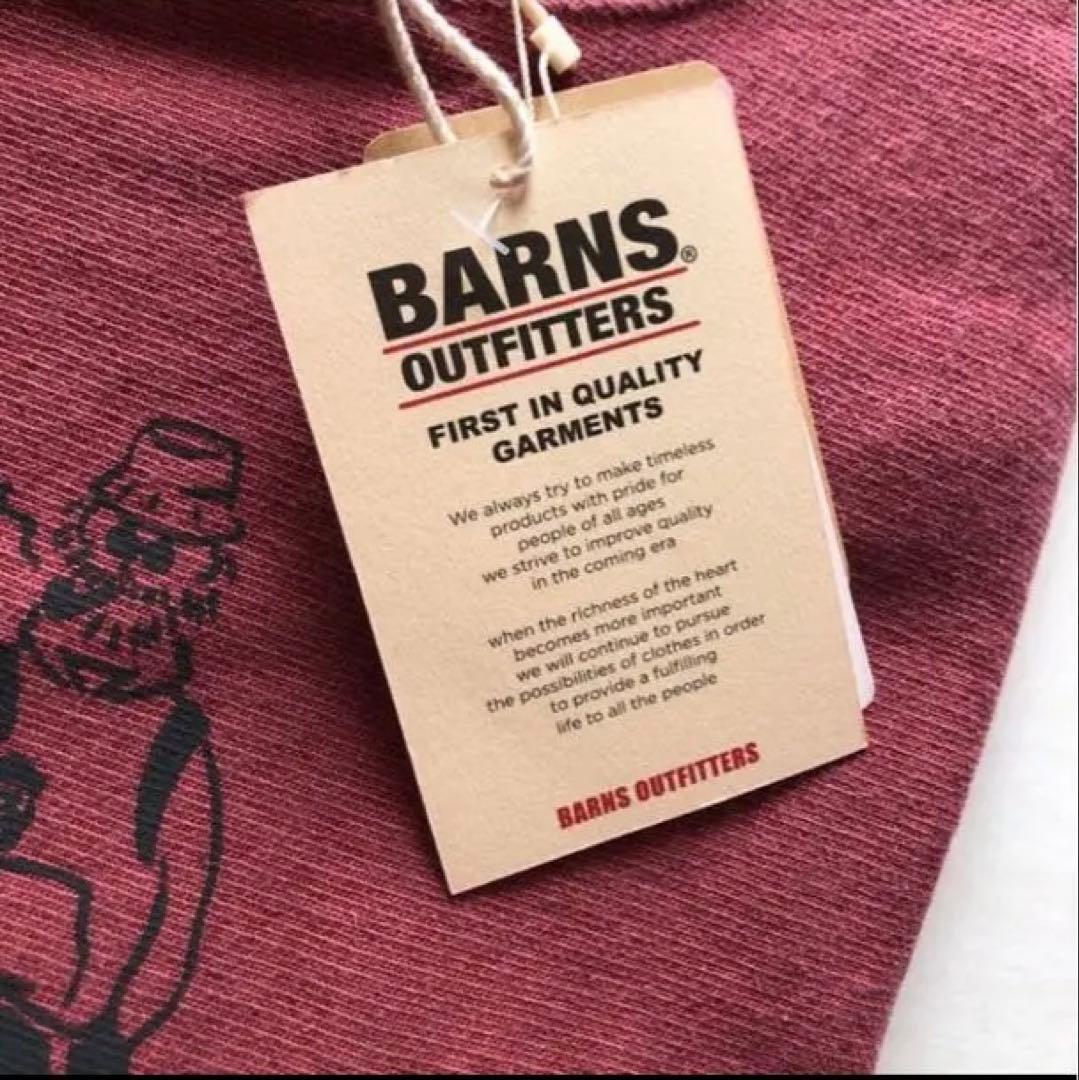 BARNS®
OUTFITTERS
FIRST IN QUALITY
GARMENTS
We always try to make timeless
products with pride for
people of all ages
we strive to improve quality
in the coming era
when the richness of the heart
becomes more important
we will continue to pursue
the possibilities of clothes in order
to provide a fulfilling
life to all the people
BARNS OUTFITTERS